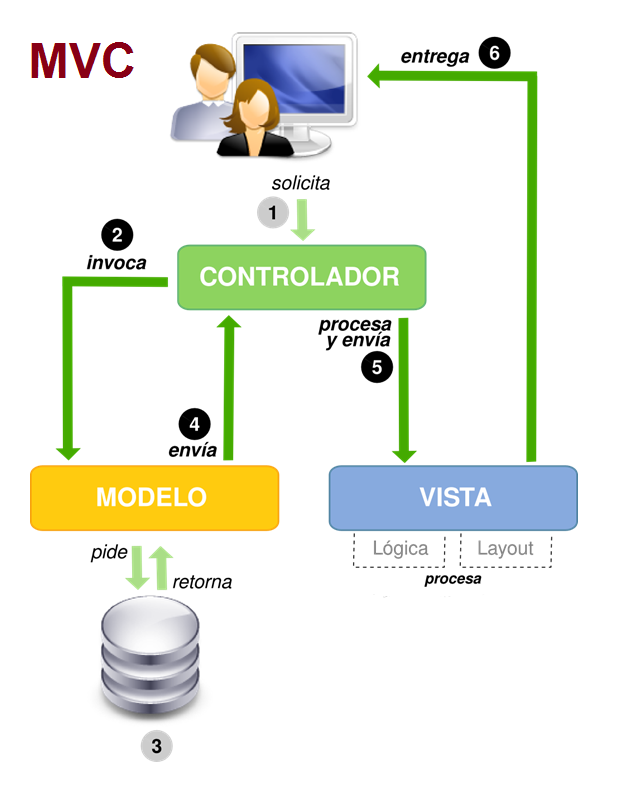 MVC
entrega 6
solicita
1
2
invoca
CONTROLADOR
procesa
y envía
5
4
envía
MODELO
VISTA
Lógica
Layout
procesa
pide
retorna
3